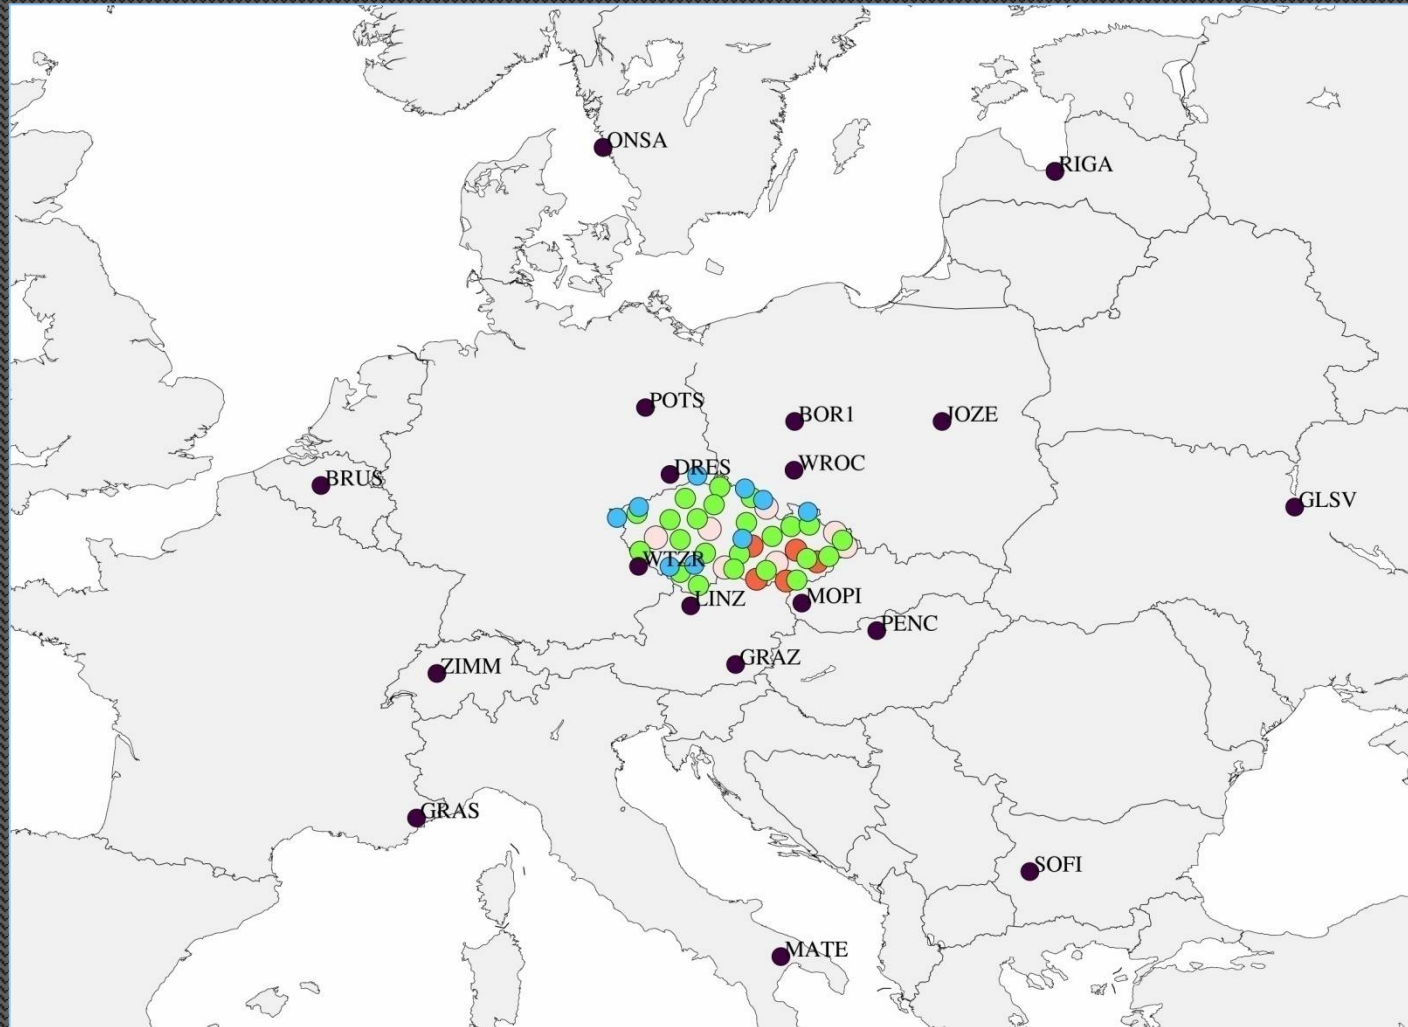 ONSA
RIGA
POTS
BOR1
JOZE
WROC
DRES
BRUS
GLSV
WTZR
LINZ
MOPI
PENC
GRAZ
ZIMM
GRAS
SOFI
MATE